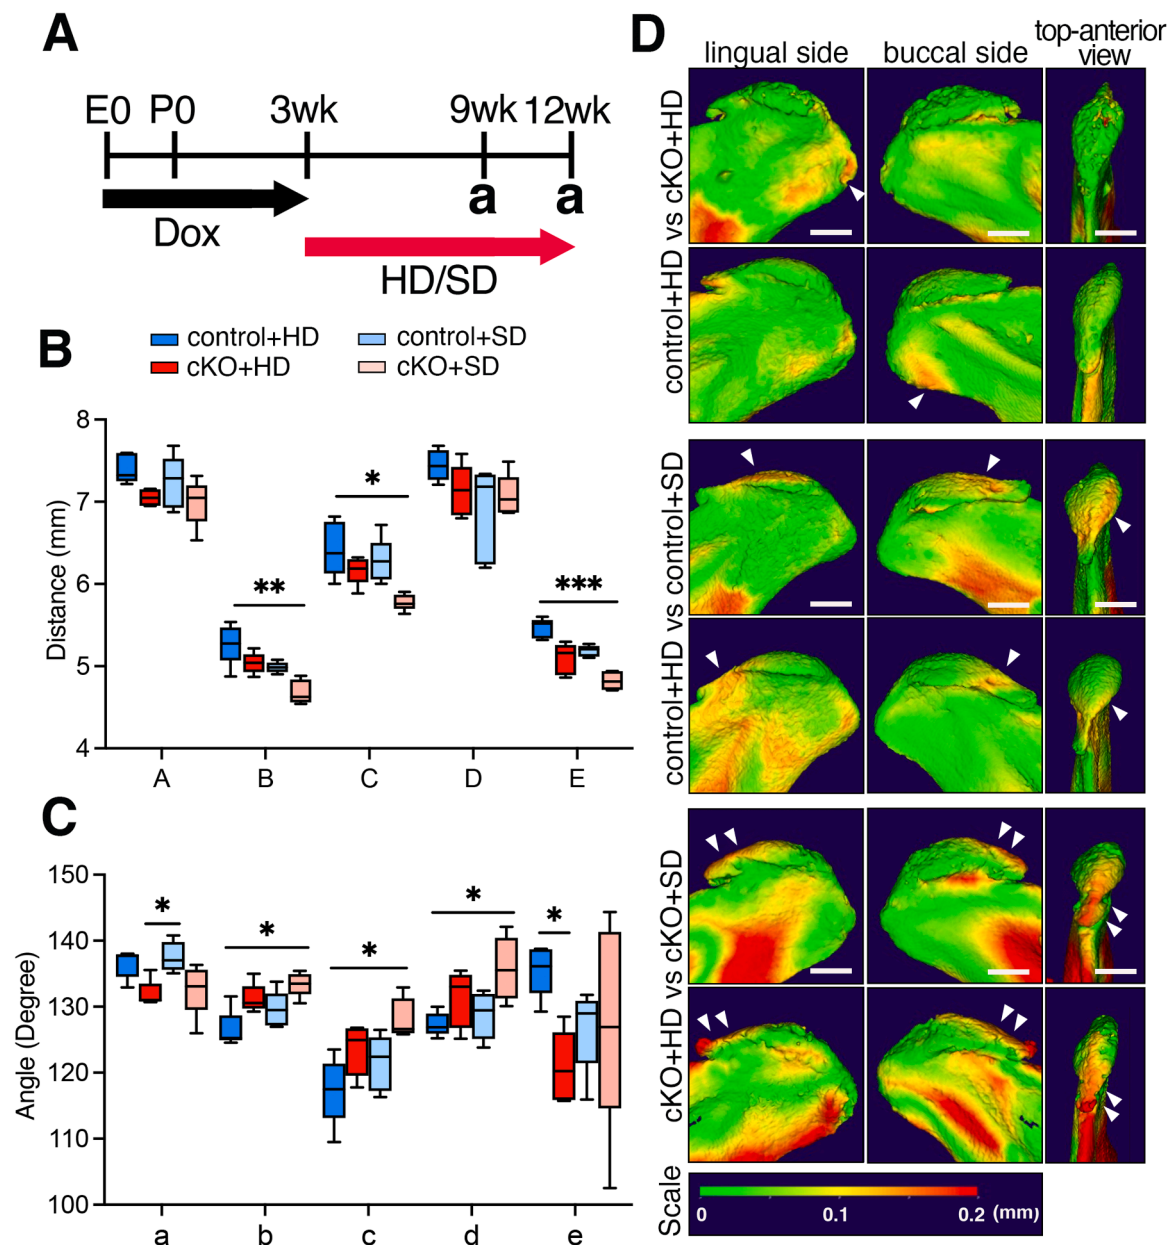 A
E0 P0 3wk 9wk 12wk
a a
Dox
HD/SD
B
control+HD control+SD
cKO+HD cKO+SD
Distance (mm)
8
7
6
5
4
** * ***
A B C D E
C
Angle (Degree)
150
140
130
120
110
100
* * * * *
a b c d e
D
lingual side buccal side top-anterior
view
control+HD vs cKO+HD
control+HD vs control+SD
cKO+HD vs cKO+SD
Scale
0 0.1 0.2 (mm)